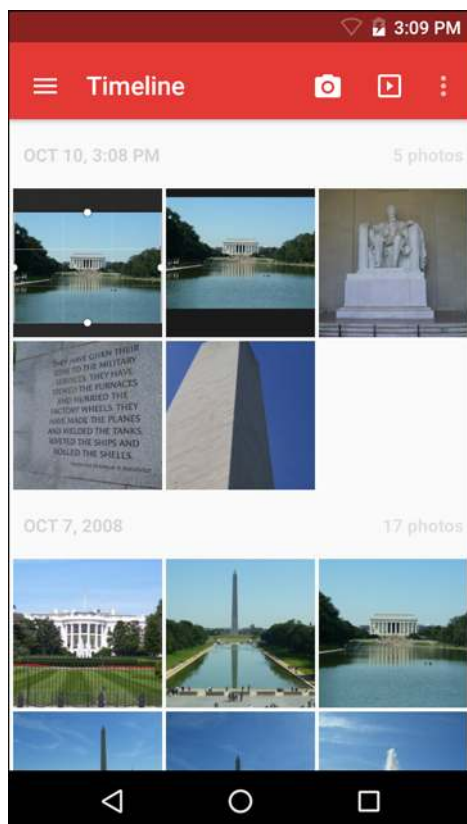 3:09 PM
Timeline
OCT 10, 3:08 PM 5 photos
THEY HAVE GIVEN THEIR
SONS TO THE MILITARY
SERVICES. THEY HAVE
STOKED THE FURNACES
AND HURRIED THE
FACTORY WHEELS. THEY
HAVE MADE THE PLANES
AND WELDED THE TANKS,
RIVETED THE SHIPS AND
ROLLED THE SHELLS.
OCT 7, 2008 17 photos